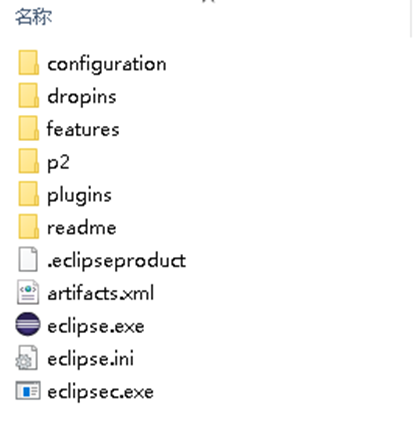 名称
configuration
dropins
features
p2
plugins
readme
.eclipseproduct
artifacts.xml
eclipse.exe
eclipse.ini
eclipsec.exe